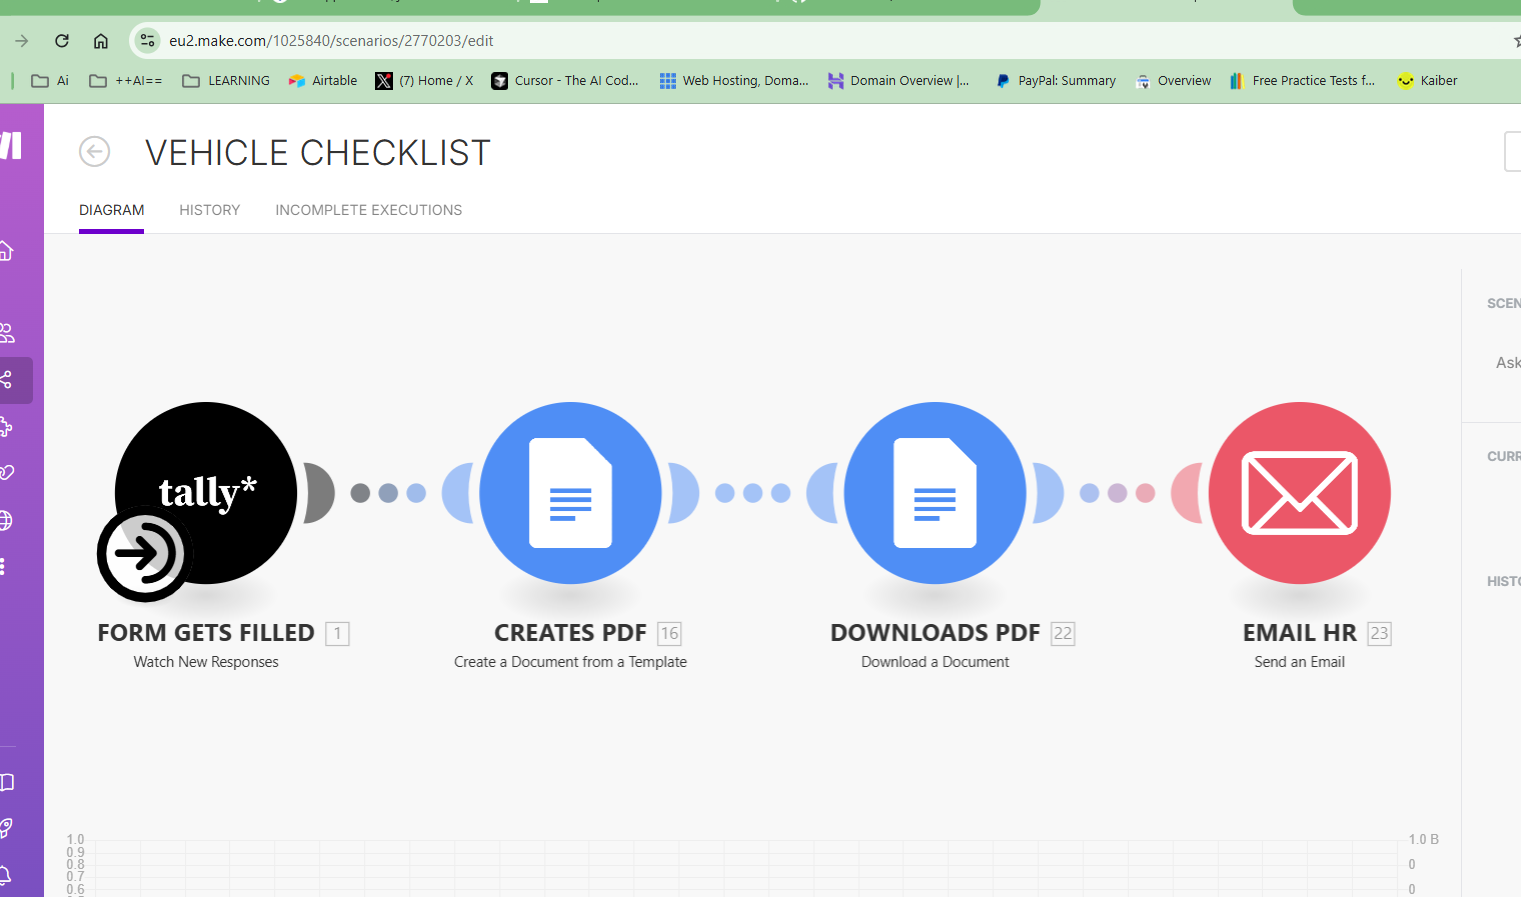 eu2.make.com/1025840/scenarios/2770203/edit
Ai
++AI==
LEARNING
Airtable
(7) Home / X
Cursor - The AI Cod...
Web Hosting, Doma...
Domain Overview |...
PayPal: Summary
Overview
Free Practice Tests f...
Kaiber
VEHICLE CHECKLIST
DIAGRAM
HISTORY
INCOMPLETE EXECUTIONS
SCEN
Ask
CURR
HISTO
tally*
FORM GETS FILLED 1
Watch New Responses
CREATES PDF 16
Create a Document from a Template
DOWNLOADS PDF 22
Download a Document
EMAIL HR 23
Send an Email
1.0
0.9
0.8
0.7
0.6
1.0 B
0
0